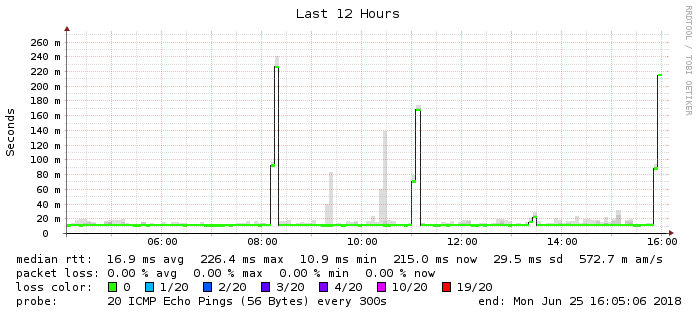 Last 12 Hours
RRDTOOL / TOBI OETIKER
Seconds
260 m
240 m
220 m
200 m
180 m
160 m
140 m
120 m
100 m
80 m
60 m
40 m
20 m
0
06:00 08:00 10:00 12:00 14:00 16:00
median rtt: 16.9 ms avg 226.4 ms max 10.9 ms min 215.0 ms now 29.5 ms sd 572.7 m am/s
packet loss: 0.00 % avg 0.00 % max 0.00 % min 0.00 % now
loss color: 0 1/20 2/20 3/20 4/20 10/20 19/20
probe: 20 ICMP Echo Pings (56 Bytes) every 300s end: Mon Jun 25 16:05:06 2018